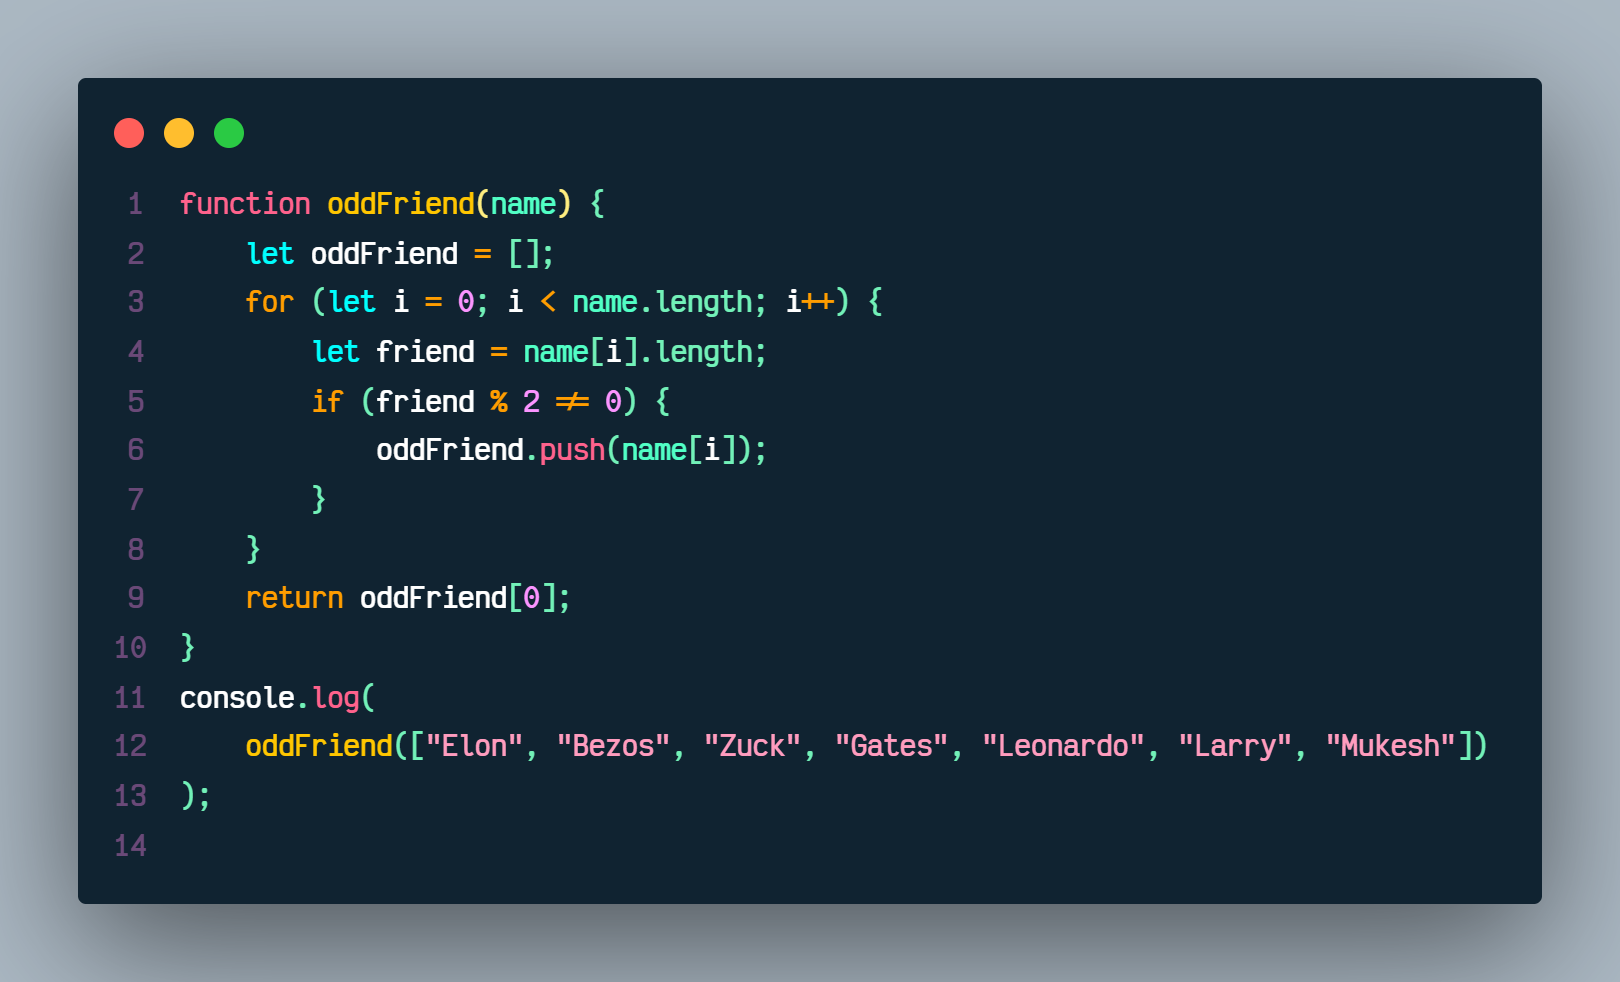 1 function oddFriend(name) {
2     let oddFriend = [];
3     for (let i = 0; i < name.length; i++) {
4         let friend = name[i].length;
5         if (friend % 2 != 0) {
6             oddFriend.push(name[i]);
7         }
8     }
9     return oddFriend[0];
10 }
11 console.log(
12     oddFriend(["Elon", "Bezos", "Zuck", "Gates", "Leonardo", "Larry", "Mukesh"])
13 );
14